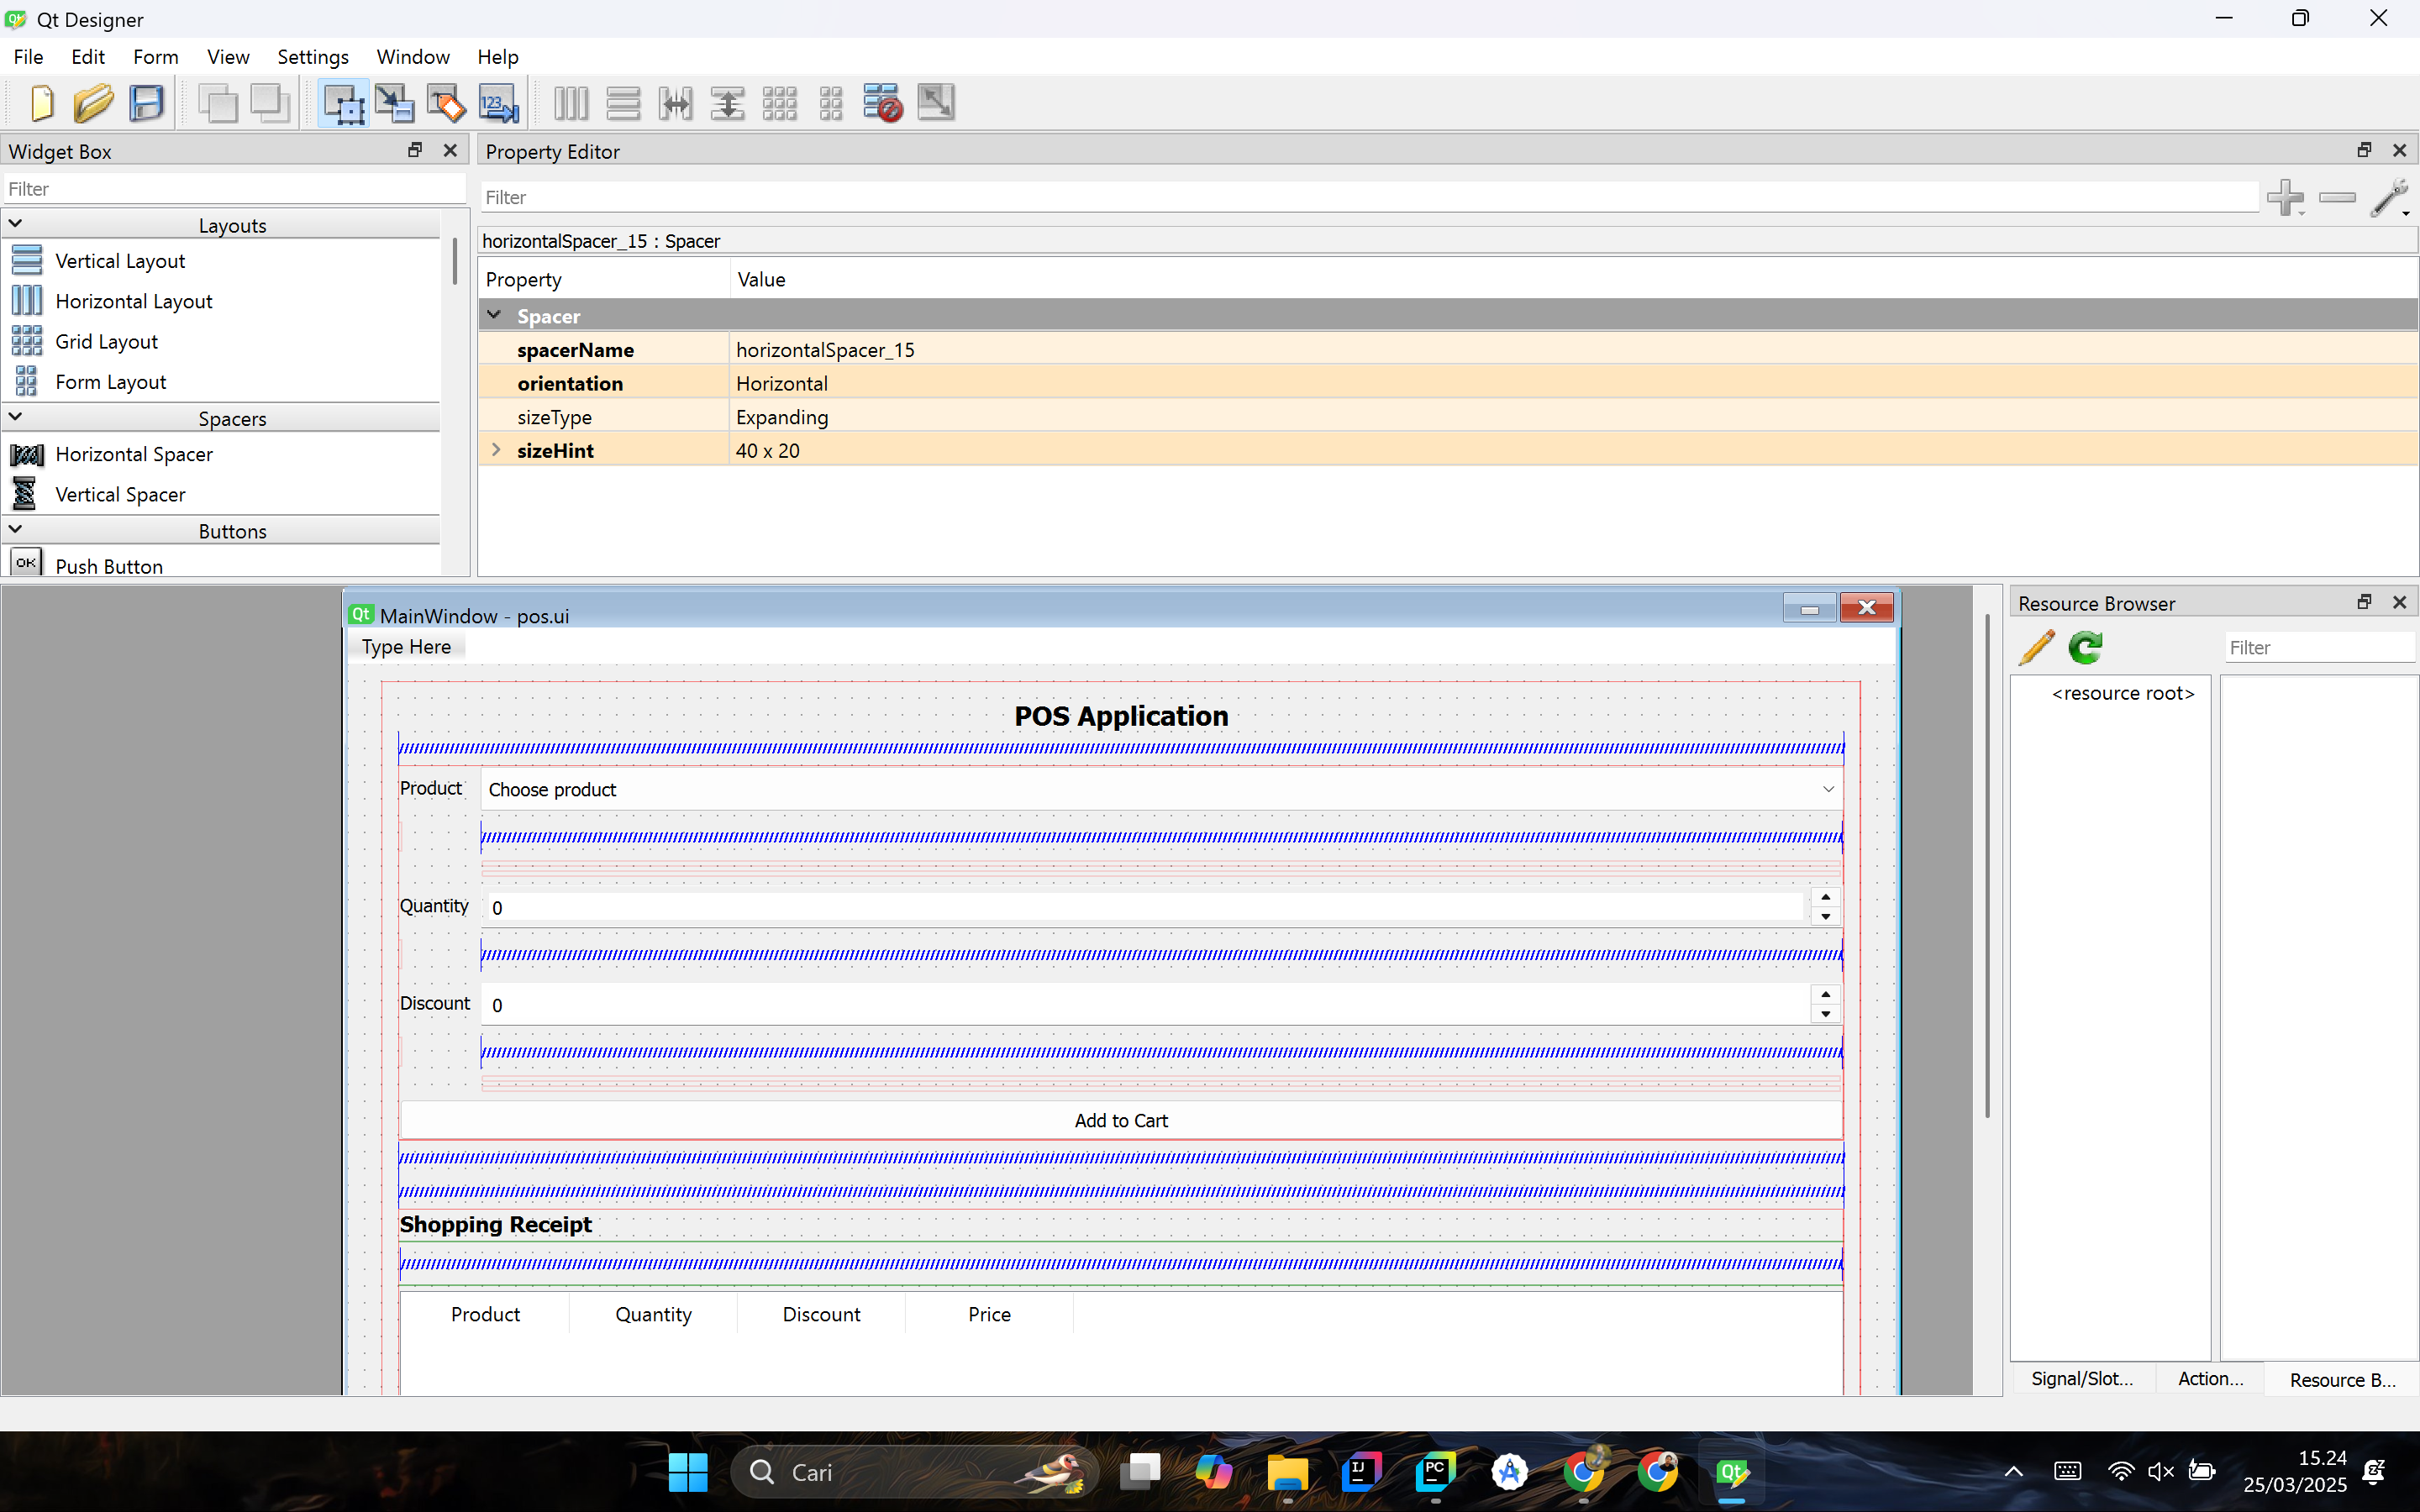 Qt Designer
File Edit Form View Settings Window Help
Widget Box
Filter
Layouts
Vertical Layout
Horizontal Layout
Grid Layout
Form Layout
Spacers
Horizontal Spacer
Vertical Spacer
Buttons
OK Push Button
Property Editor
Filter
horizontalSpacer_15 : Spacer
Property Value
Spacer
spacerName horizontalSpacer_15
orientation Horizontal
sizeType Expanding
sizeHint 40 x 20
Qt MainWindow - pos.ui
Type Here
POS Application
Product Choose product
Quantity 0
Discount 0
Add to Cart
Shopping Receipt
Product Quantity Discount Price
Resource Browser
Filter
<resource root>
Signal/Slot... Action... Resource B...
Cari
15.24
25/03/2025